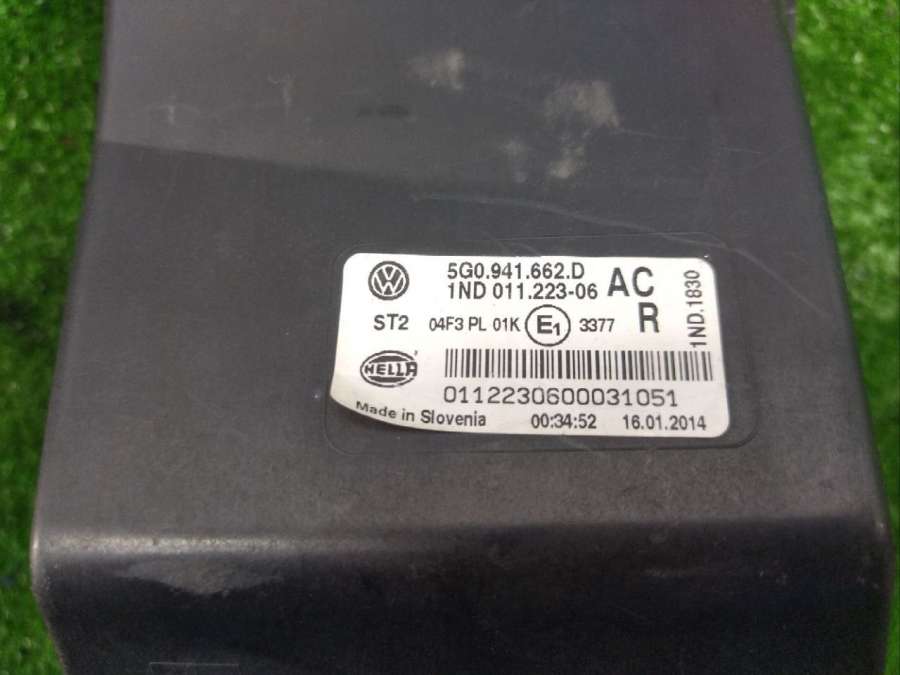 5G0.941.662.D
1ND 011.223-06 AC
ST2 04F3 PL 01K E1 3377 R
1ND.1830
HELLA
0112230600031051
Made in Slovenia 00:34:52 16.01.2014